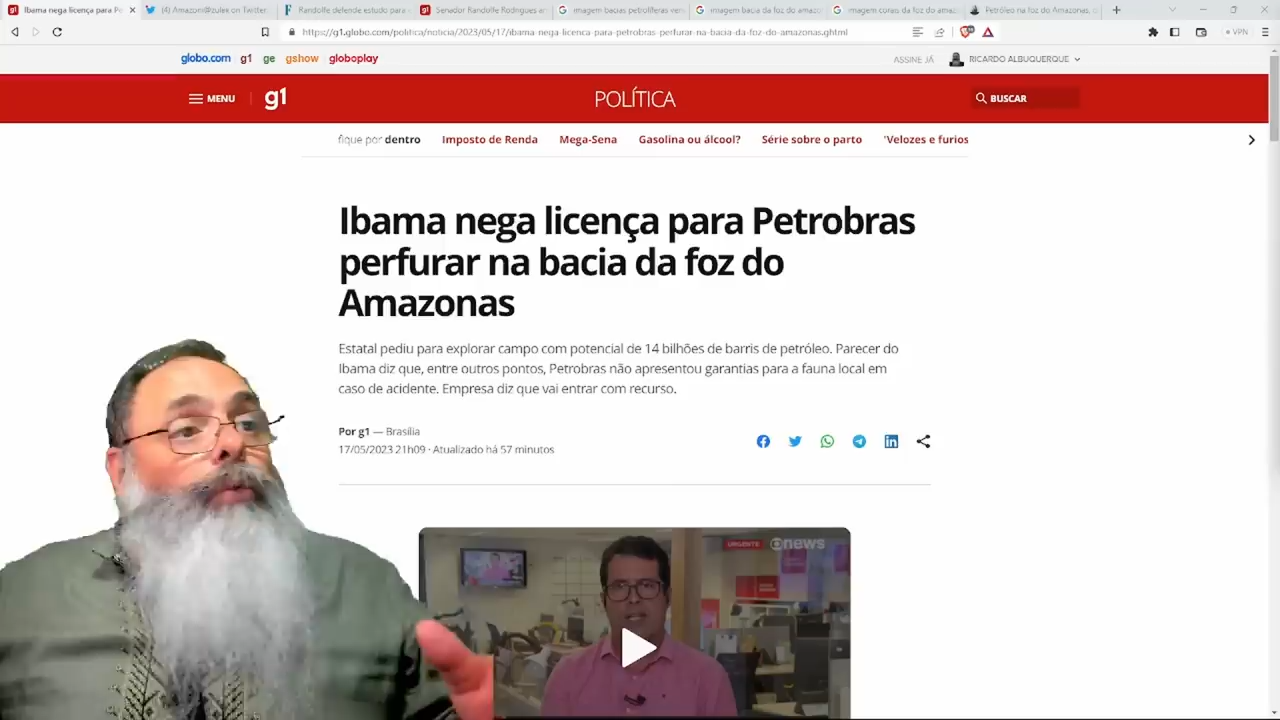 Ibama nega licença para Pe
(4) Amazon@zulek on Twitter
Randolfe defende estudo para
Senador Randolfe Rodrigues an
imagem bacias petrolíferas ven
imagem bacia da foz do amazon
imagem corais da foz do amaz
Petróleo na foz do Amazonas, o
https://g1.globo.com/politica/noticia/2023/05/17/ibama-nega-licenca-para-petrobras-perfurar-na-bacia-da-foz-do-amazonas.ghtml
VPN
globo.com g1 ge gshow globoplay
ASSINE JÁ
RICARDO ALBUQUERQUE
MENU
g1
POLÍTICA
BUSCAR
fique por dentro
Imposto de Renda
Mega-Sena
Gasolina ou álcool?
Série sobre o parto
'Velozes e furios
Ibama nega licença para Petrobras
perfurar na bacia da foz do
Amazonas
Estatal pediu para explorar campo com potencial de 14 bilhões de barris de petróleo. Parecer do
Ibama diz que, entre outros pontos, Petrobras não apresentou garantias para a fauna local em
caso de acidente. Empresa diz que vai entrar com recurso.
Por g1 — Brasília
17/05/2023 21h09 · Atualizado há 57 minutos
URGENTE
news